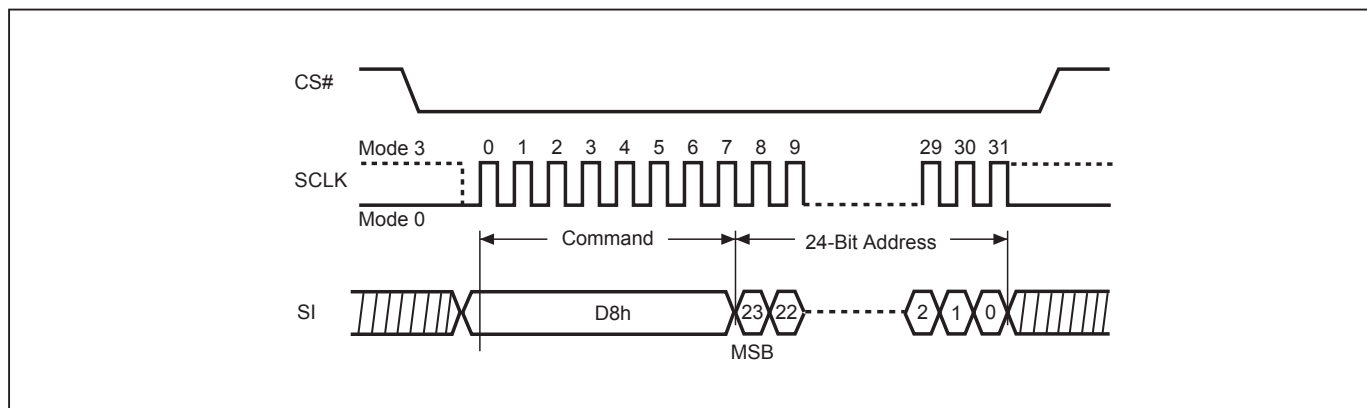 CS#
Mode 3
0 1 2 3 4 5 6 7 8 9 29 30 31
SCLK
Mode 0
Command
24-Bit Address
SI
D8h
23 22 2 1 0
MSB